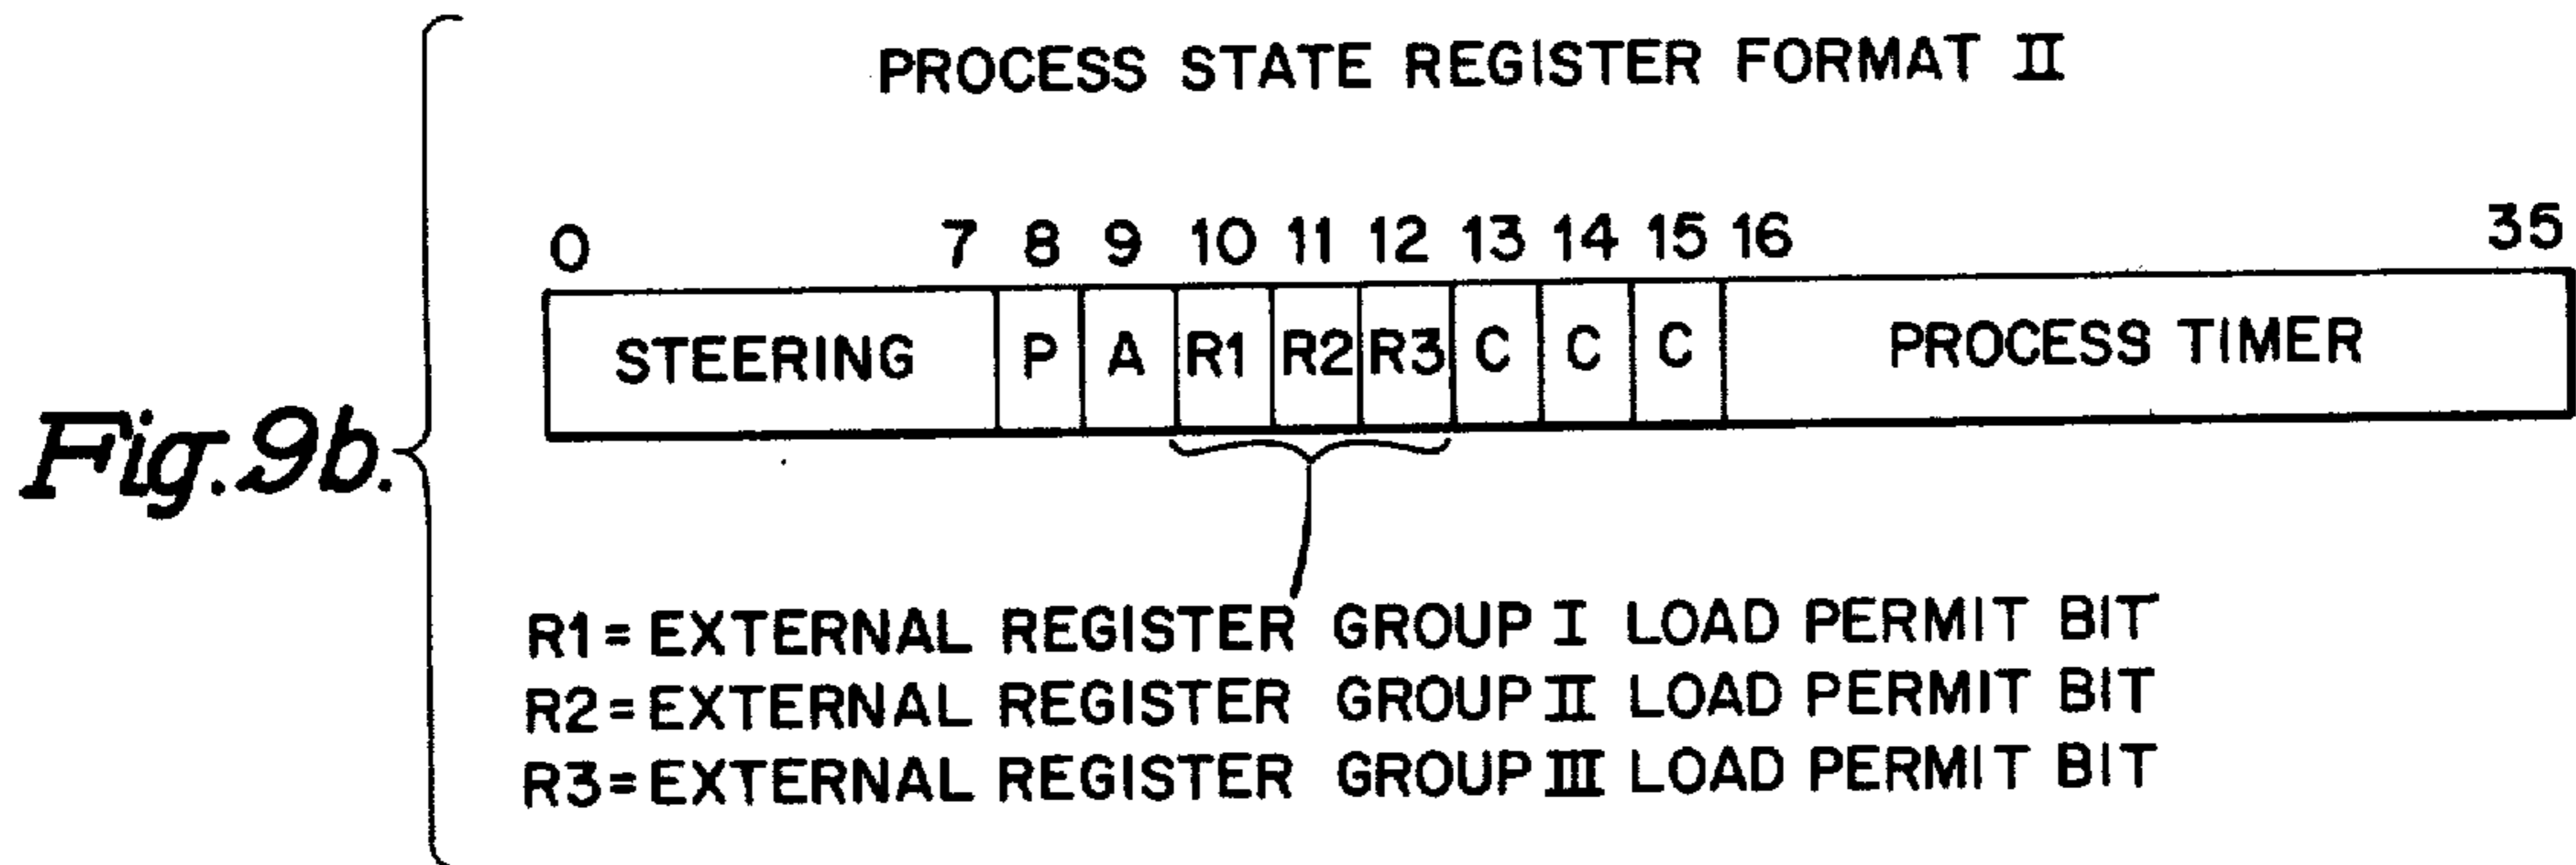 PROCESS STATE REGISTER FORMAT II
0 7 8 9 10 11 12 13 14 15 16 35
STEERING P A R1 R2 R3 C C C PROCESS TIMER
Fig. 9b.
R1 = EXTERNAL REGISTER GROUP I LOAD PERMIT BIT
R2 = EXTERNAL REGISTER GROUP II LOAD PERMIT BIT
R3 = EXTERNAL REGISTER GROUP III LOAD PERMIT BIT